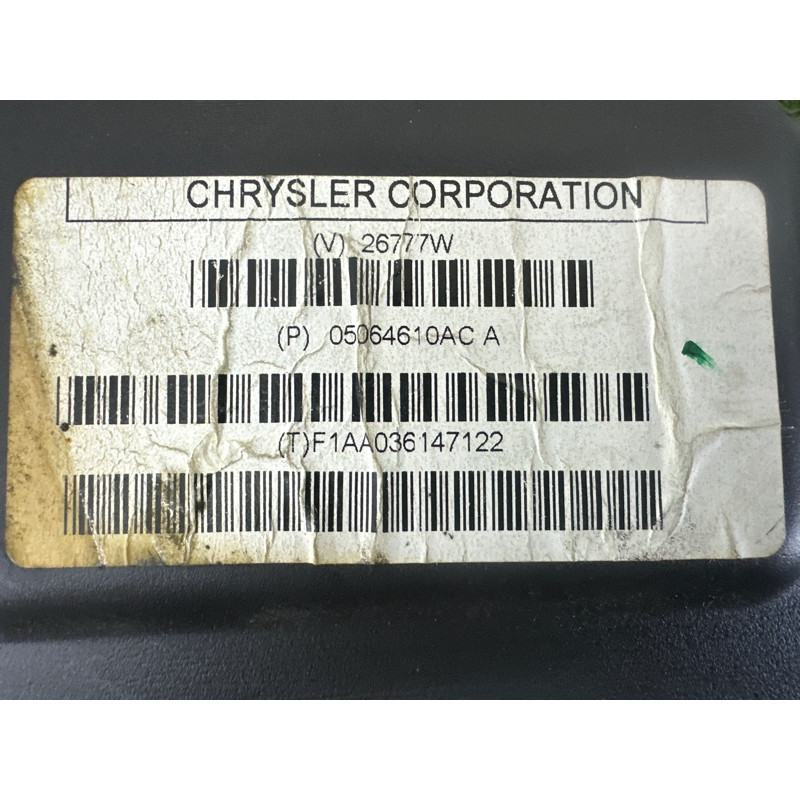 CHRYSLER CORPORATION
(V) 26777W
(P) 05064610AC A
(T)F1AA036147122